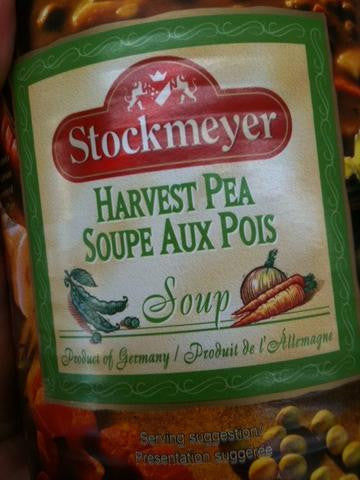 Stockmeyer
HARVEST PEA
SOUPE AUX POIS
Soup
Product of Germany / Produit de l'Allemagne
Serving suggestion/
Présentation suggérée